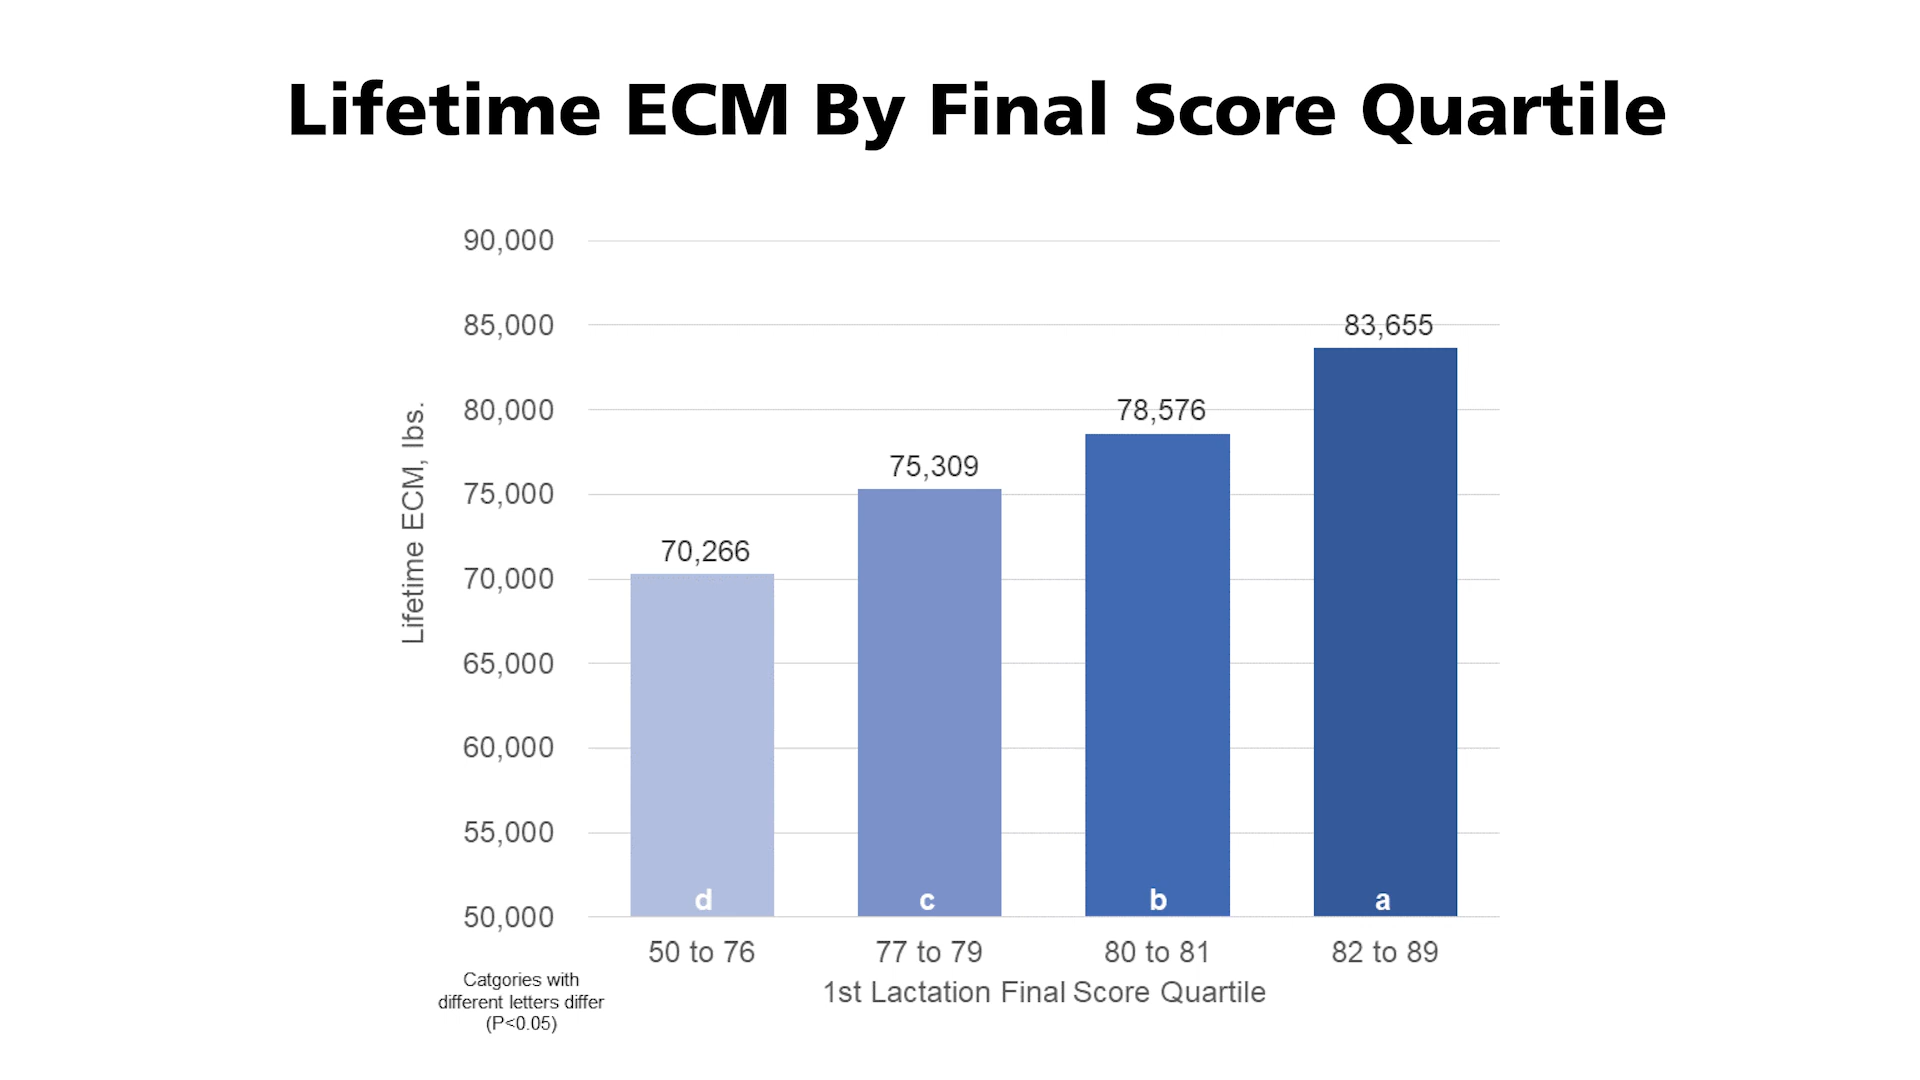 Lifetime ECM By Final Score Quartile
90,000
85,000
80,000
75,000
70,000
65,000
60,000
55,000
50,000
Lifetime ECM, lbs.
70,266
75,309
78,576
83,655
d
c
b
a
50 to 76
77 to 79
80 to 81
82 to 89
1st Lactation Final Score Quartile
Catgories with
different letters differ
(P<0.05)